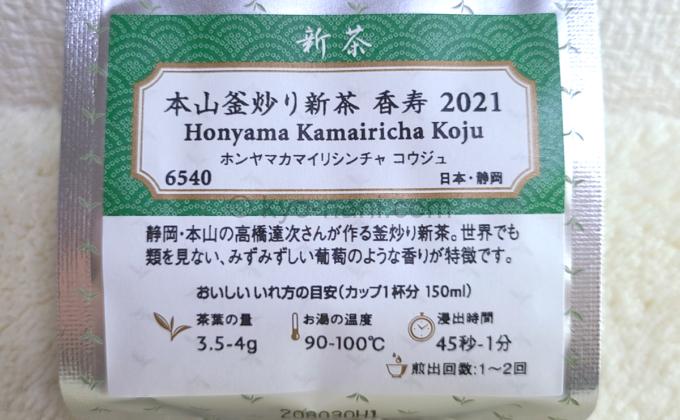 新茶
本山釜炒り新茶 香寿 2021
Honyama Kamairicha Koju
ホンヤマカマイリシンチャ コウジュ
6540 日本・静岡
静岡・本山の高橋達次さんが作る釜炒り新茶。世界でも
類を見ない、みずみずしい葡萄のような香りが特徴です。
おいしい いれ方の目安(カップ1杯分 150ml)
茶葉の量 お湯の温度 浸出時間
3.5-4g 90-100℃ 45秒-1分
煎出回数:1~2回